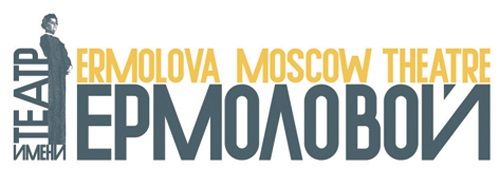 ТЕАТР
ИМЕНИ
ERMOLOVA MOSCOW THEATRE
ЕРМОЛОВОЙ